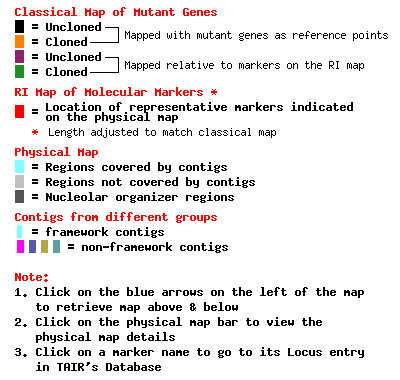 Classical Map of Mutant Genes
= Uncloned
= Cloned
Mapped with mutant genes as reference points
= Uncloned
= Cloned
Mapped relative to markers on the RI map
RI Map of Molecular Markers *
= Location of representative markers indicated
on the physical map
* Length adjusted to match classical map
Physical Map
= Regions covered by contigs
= Regions not covered by contigs
= Nucleolar organizer regions
Contigs from different groups
= framework contigs
= non-framework contigs
Note:
1. Click on the blue arrows on the left of the map
to retrieve map above & below
2. Click on the physical map bar to view the
physical map details
3. Click on a marker name to go to its Locus entry
in TAIR's Database